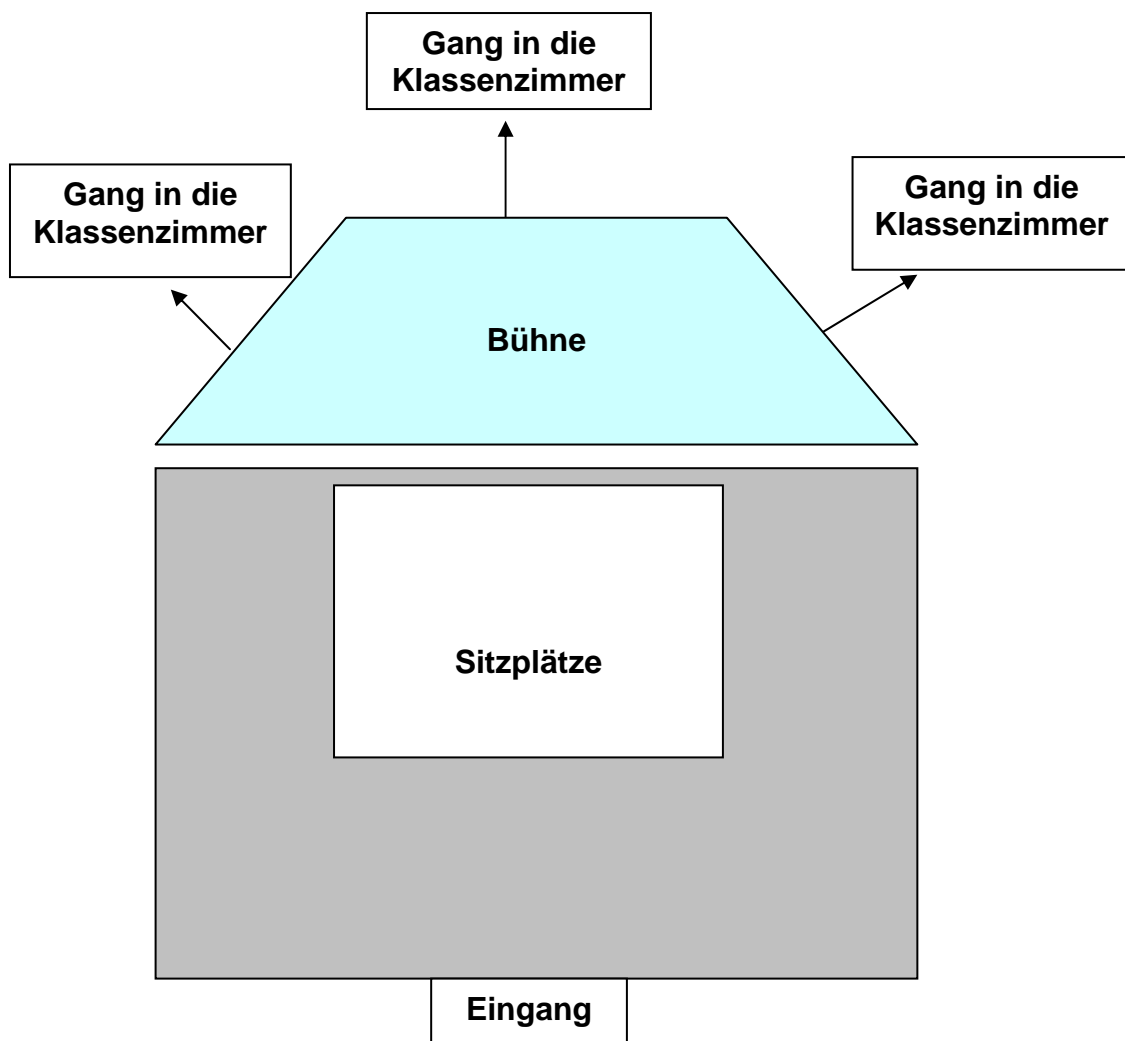 Gang in die
Klassenzimmer
Gang in die
Klassenzimmer
Gang in die
Klassenzimmer
Bühne
Sitzplätze
Eingang